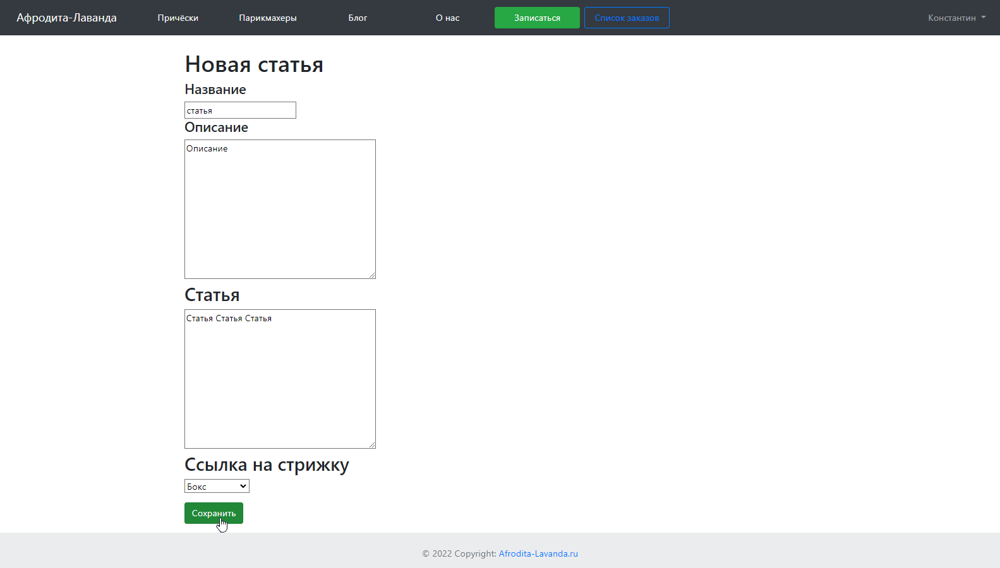 Афродита-Лаванда Причёски Парикмахеры Блог О нас Записаться Список заказов Константин
Новая статья
Название
статья
Описание
Описание
Статья
Статья Статья Статья
Ссылка на стрижку
Бокс
Сохранить
© 2022 Copyright: Afrodita-Lavanda.ru